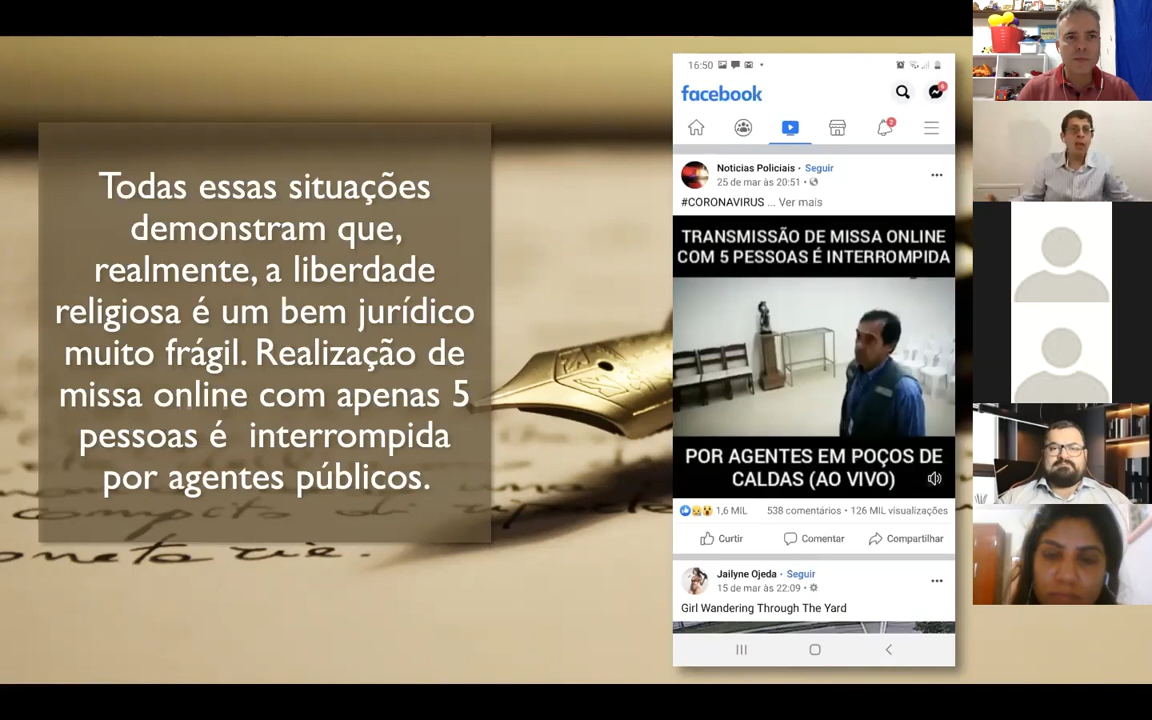 Todas essas situações
demonstram que,
realmente, a liberdade
religiosa é um bem jurídico
muito frágil. Realização de
missa online com apenas 5
pessoas é interrompida
por agentes públicos.
16:50
facebook
6
2
Noticias Policiais · Seguir
25 de mar às 20:51 ·
#CORONAVIRUS ... Ver mais
TRANSMISSÃO DE MISSA ONLINE
COM 5 PESSOAS É INTERROMPIDA
POR AGENTES EM POÇOS DE
CALDAS (AO VIVO)
1,6 MIL 538 comentários · 126 MIL visualizações
Curtir Comentar Compartilhar
Jailyne Ojeda · Seguir
15 de mar às 22:09 ·
Girl Wandering Through The Yard